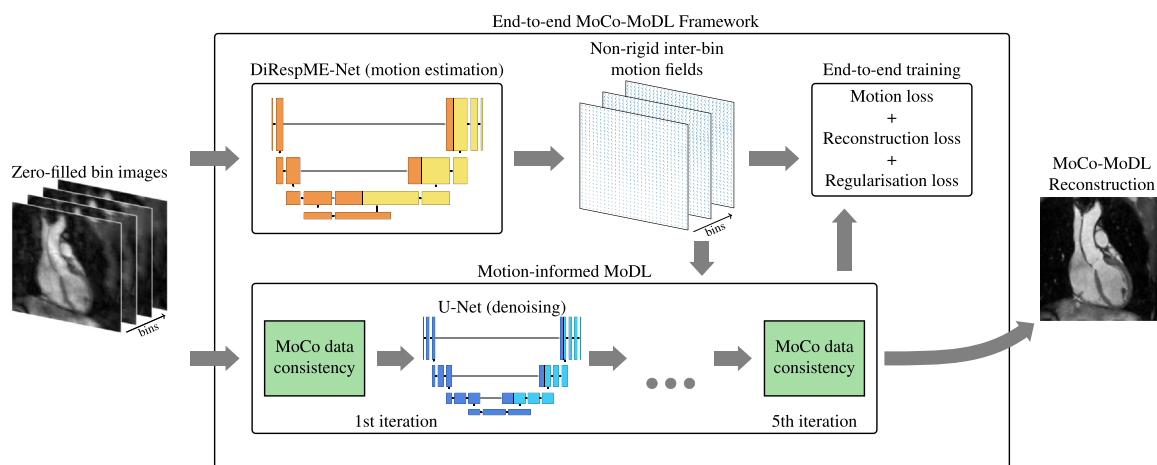 End-to-end MoCo-MoDL Framework
DiRespME-Net (motion estimation)
Non-rigid inter-bin
motion fields
End-to-end training
Motion loss
+
Reconstruction loss
+
Regularisation loss
Zero-filled bin images
bins
bins
MoCo-MoDL
Reconstruction
Motion-informed MoDL
MoCo data
consistency
U-Net (denoising)
1st iteration
MoCo data
consistency
5th iteration